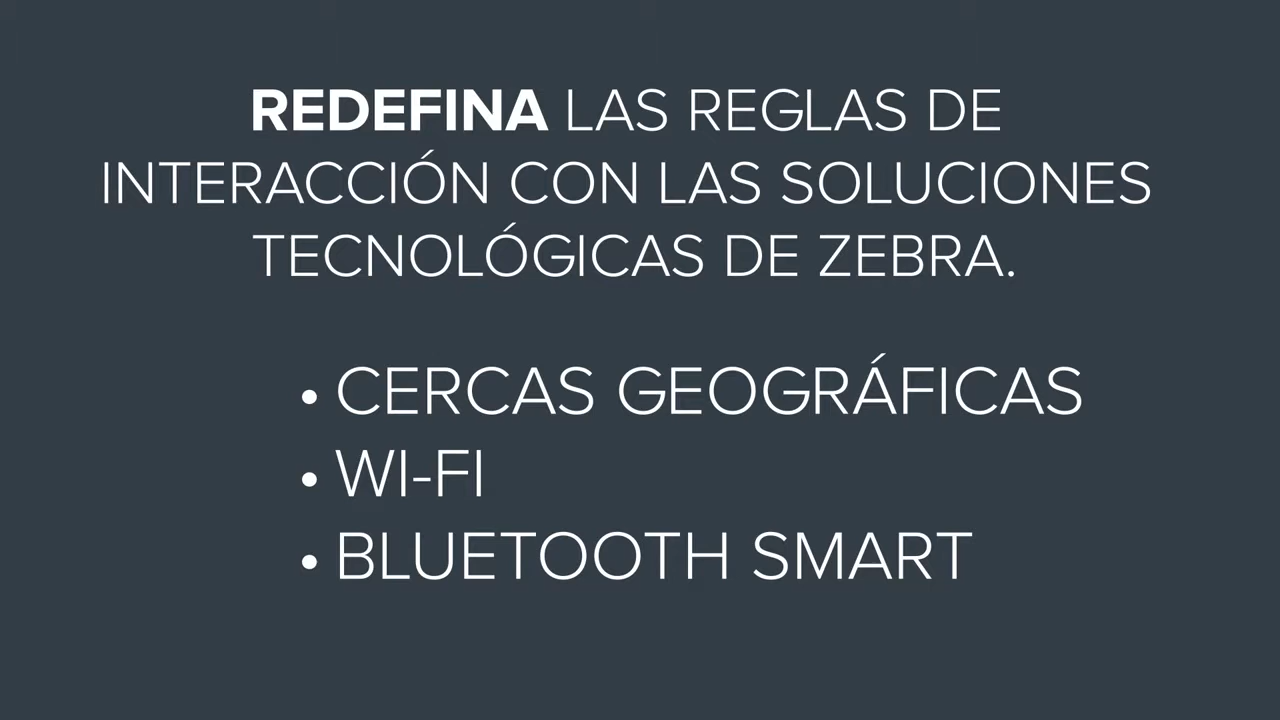 REDEFINA LAS REGLAS DE
INTERACCIÓN CON LAS SOLUCIONES
TECNOLÓGICAS DE ZEBRA.
• CERCAS GEOGRÁFICAS
• WI-FI
• BLUETOOTH SMART